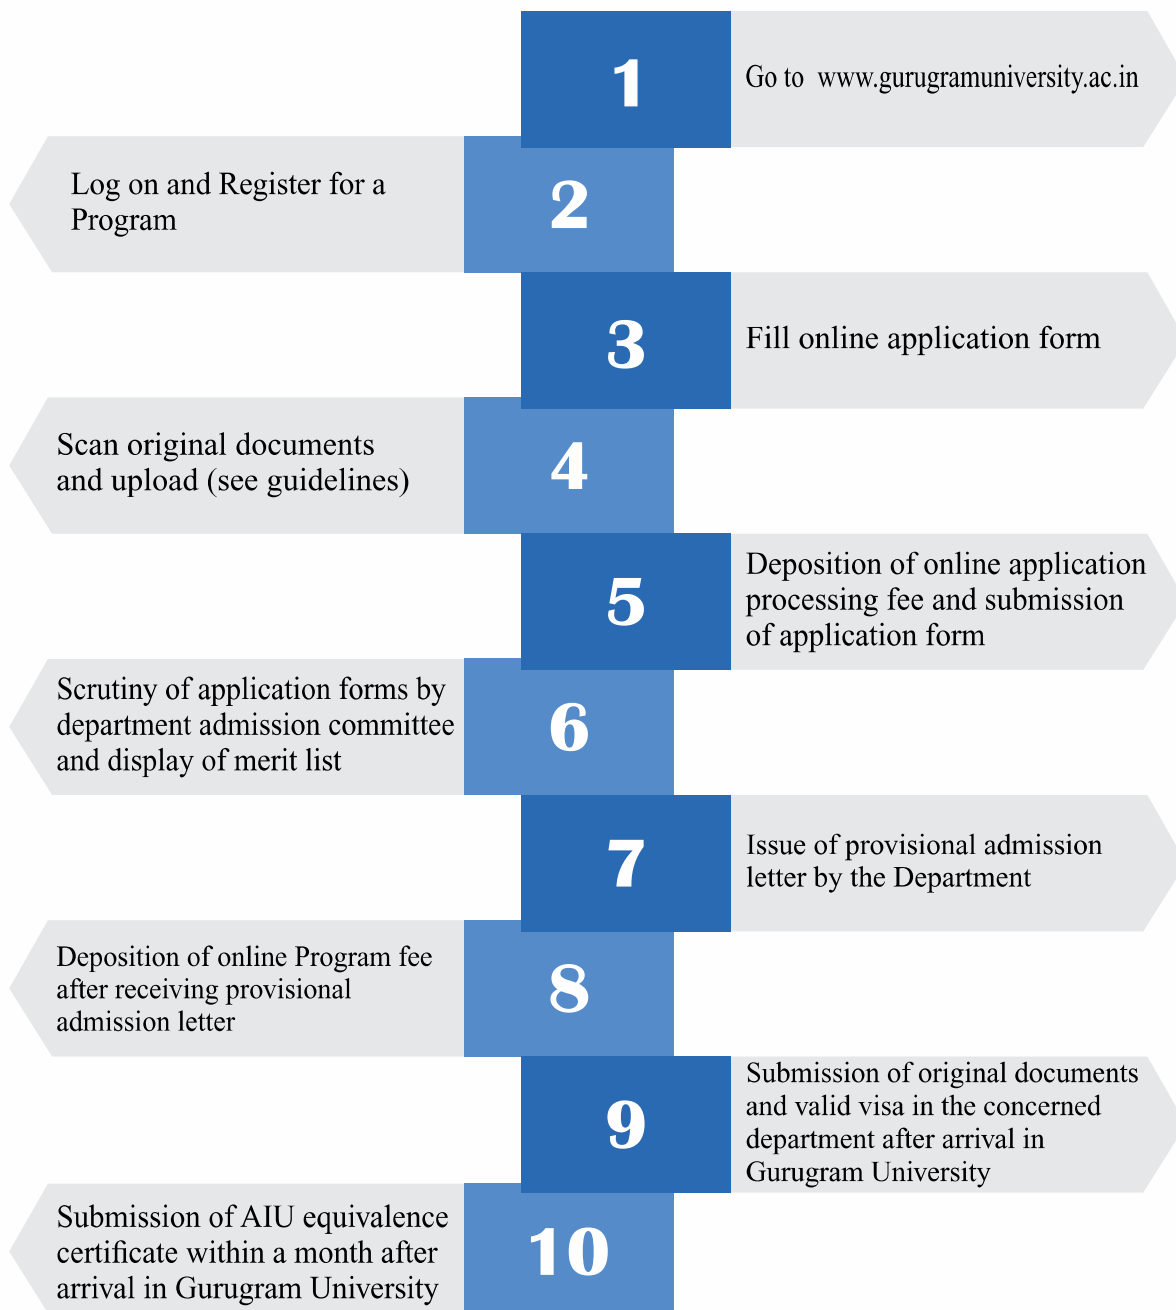 1
Go to www.gurugramuniversity.ac.in
2
Log on and Register for a
Program
3
Fill online application form
4
Scan original documents
and upload (see guidelines)
5
Deposition of online application
processing fee and submission
of application form
6
Scrutiny of application forms by
department admission committee
and display of merit list
7
Issue of provisional admission
letter by the Department
8
Deposition of online Program fee
after receiving provisional
admission letter
9
Submission of original documents
and valid visa in the concerned
department after arrival in
Gurugram University
10
Submission of AIU equivalence
certificate within a month after
arrival in Gurugram University